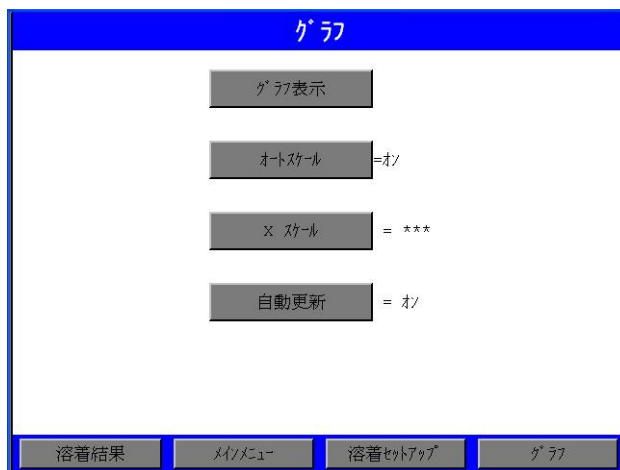 グラフ
グラフ表示
オートスケール =オン
X スケール = ***
自動更新 = オン
溶着結果 メインメニュー 溶着セットアップ グラフ